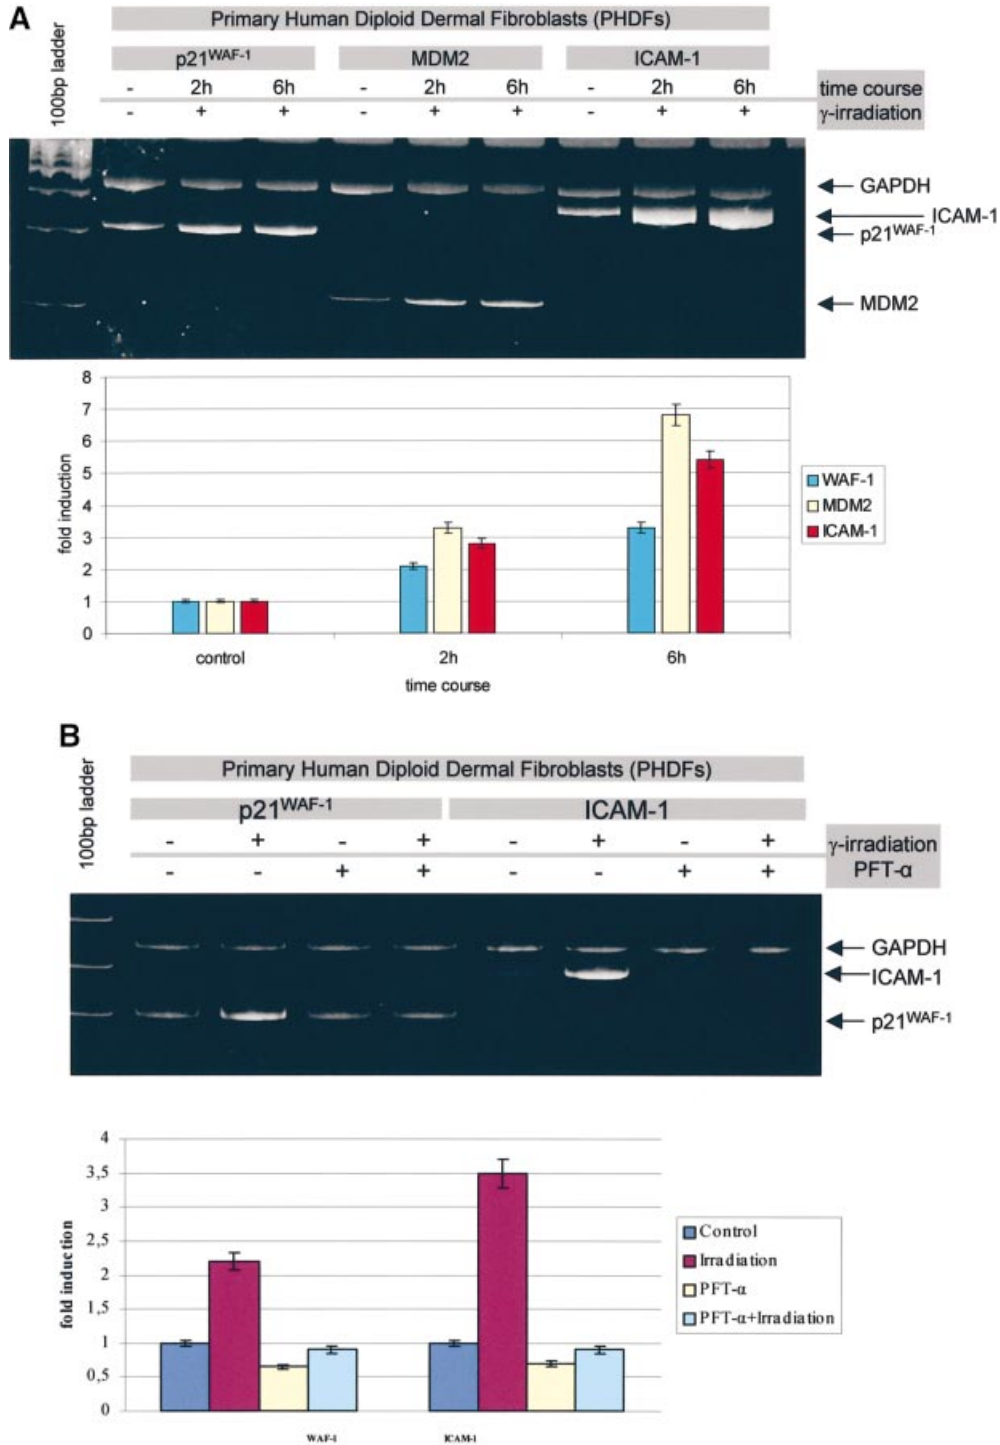 A
Primary Human Diploid Dermal Fibroblasts (PHDFs)
100bp ladder
p21WAF-1 MDM2 ICAM-1
- 2h 6h - 2h 6h - 2h 6h time course
- + + - + + - + + γ-irradiation
GAPDH
ICAM-1
p21WAF-1
MDM2
8
7
6
5
4
3
2
1
0
fold induction
control 2h 6h
time course
WAF-1
MDM2
ICAM-1
B
Primary Human Diploid Dermal Fibroblasts (PHDFs)
100bp ladder
p21WAF-1 ICAM-1
- + - + - + - + γ-irradiation
- - + + - - + + PFT-α
GAPDH
ICAM-1
p21WAF-1
4
3,5
3
2,5
2
1,5
1
0,5
0
fold induction
WAF-1 ICAM-1
Control
Irradiation
PFT-α
PFT-α+Irradiation